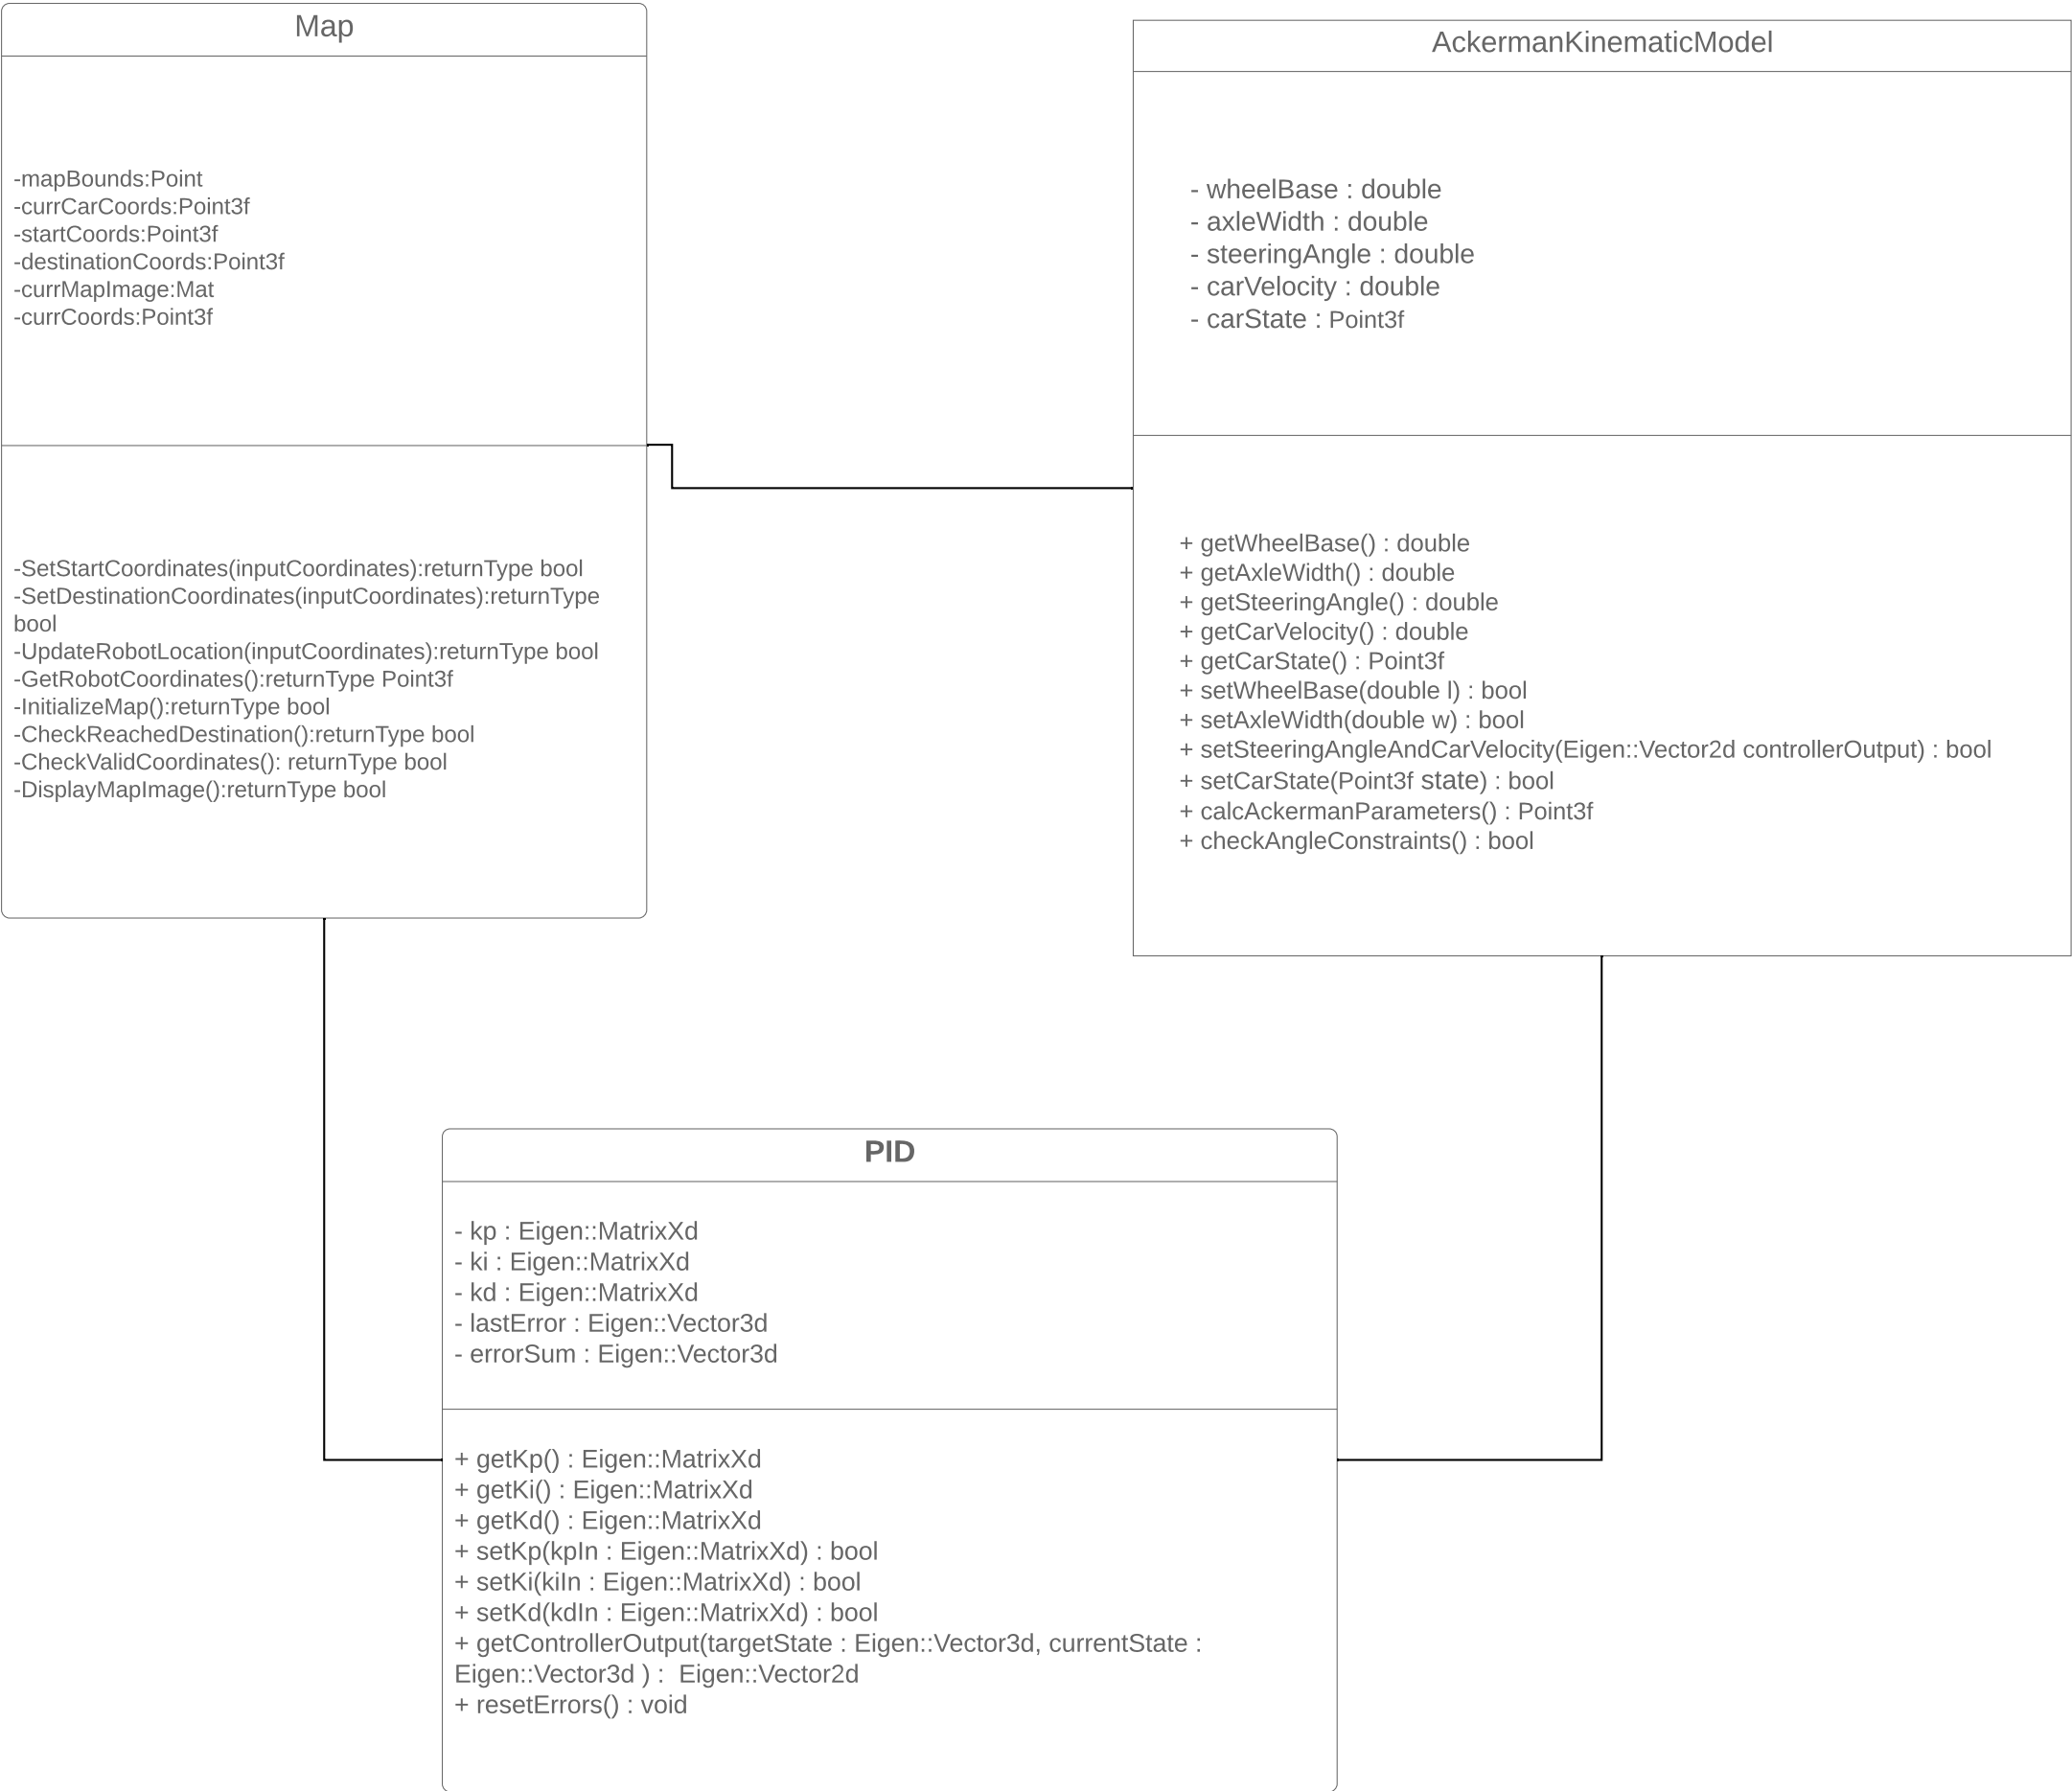 Map
-mapBounds:Point
-currCarCoords:Point3f
-startCoords:Point3f
-destinationCoords:Point3f
-currMapImage:Mat
-currCoords:Point3f
-SetStartCoordinates(inputCoordinates):returnType bool
-SetDestinationCoordinates(inputCoordinates):returnType
bool
-UpdateRobotLocation(inputCoordinates):returnType bool
-GetRobotCoordinates():returnType Point3f
-InitializeMap():returnType bool
-CheckReachedDestination():returnType bool
-CheckValidCoordinates(): returnType bool
-DisplayMapImage():returnType bool
AckermanKinematicModel
- wheelBase : double
- axleWidth : double
- steeringAngle : double
- carVelocity : double
- carState : Point3f
+ getWheelBase() : double
+ getAxleWidth() : double
+ getSteeringAngle() : double
+ getCarVelocity() : double
+ getCarState() : Point3f
+ setWheelBase(double l) : bool
+ setAxleWidth(double w) : bool
+ setSteeringAngleAndCarVelocity(Eigen::Vector2d controllerOutput) : bool
+ setCarState(Point3f state) : bool
+ calcAckermanParameters() : Point3f
+ checkAngleConstraints() : bool
PID
- kp : Eigen::MatrixXd
- ki : Eigen::MatrixXd
- kd : Eigen::MatrixXd
- lastError : Eigen::Vector3d
- errorSum : Eigen::Vector3d
+ getKp() : Eigen::MatrixXd
+ getKi() : Eigen::MatrixXd
+ getKd() : Eigen::MatrixXd
+ setKp(kpIn : Eigen::MatrixXd) : bool
+ setKi(kiIn : Eigen::MatrixXd) : bool
+ setKd(kdIn : Eigen::MatrixXd) : bool
+ getControllerOutput(targetState : Eigen::Vector3d, currentState :
Eigen::Vector3d ) :  Eigen::Vector2d
+ resetErrors() : void